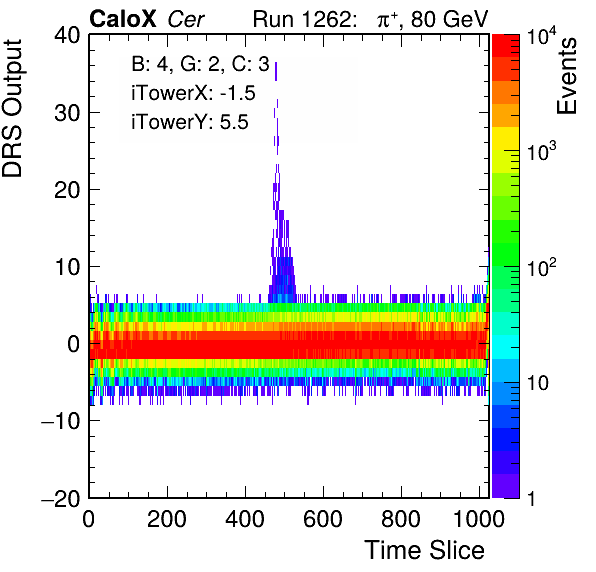 CaloX Cer Run 1262: π⁺, 80 GeV
DRS Output
Events
B: 4, G: 2, C: 3
iTowerX: -1.5
iTowerY: 5.5
40
30
20
10
0
−10
−20
0 200 400 600 800 1000
Time Slice
10⁴
10³
10²
10
1